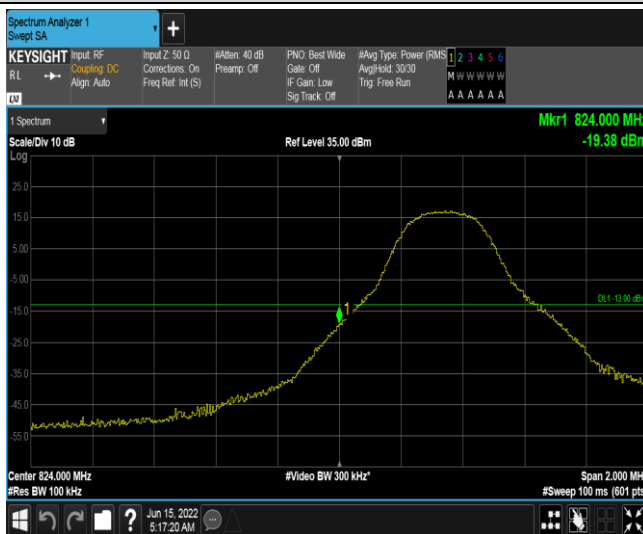 Spectrum Analyzer 1
Swept SA
+
KEYSIGHT Input: RF Input Z: 50 Ω #Atten: 40 dB PNO: Best Wide #Avg Type: Power (RMS 1 2 3 4 5 6
RL Coupling: DC Corrections: On Preamp: Off Gate: Off Avg|Hold: 30/30 M W W W W W
Align: Auto Freq Ref: Int (S) IF Gain: Low Trig: Free Run
LXI Sig Track: Off A A A A A A
1 Spectrum Mkr1 824.000 MHz
Scale/Div 10 dB Ref Level 35.00 dBm -19.38 dBm
Log
25.0
15.0
5.00
-5.00
DL1 -13.00 dBm
-15.0 1
-25.0
-35.0
-45.0
-55.0
Center 824.000 MHz #Video BW 300 kHz* Span 2.000 MH
#Res BW 100 kHz #Sweep 100 ms (601 pts
? Jun 15, 2022
5:17:20 AM